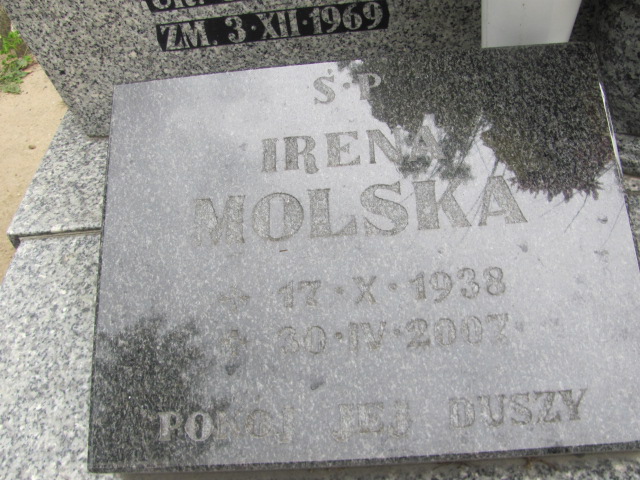 ZM. 3·XII·1969
Ś·P
IRENA
MOLSKA
17·X·1938
30·IV·2007
POKÓJ JEJ DUSZY